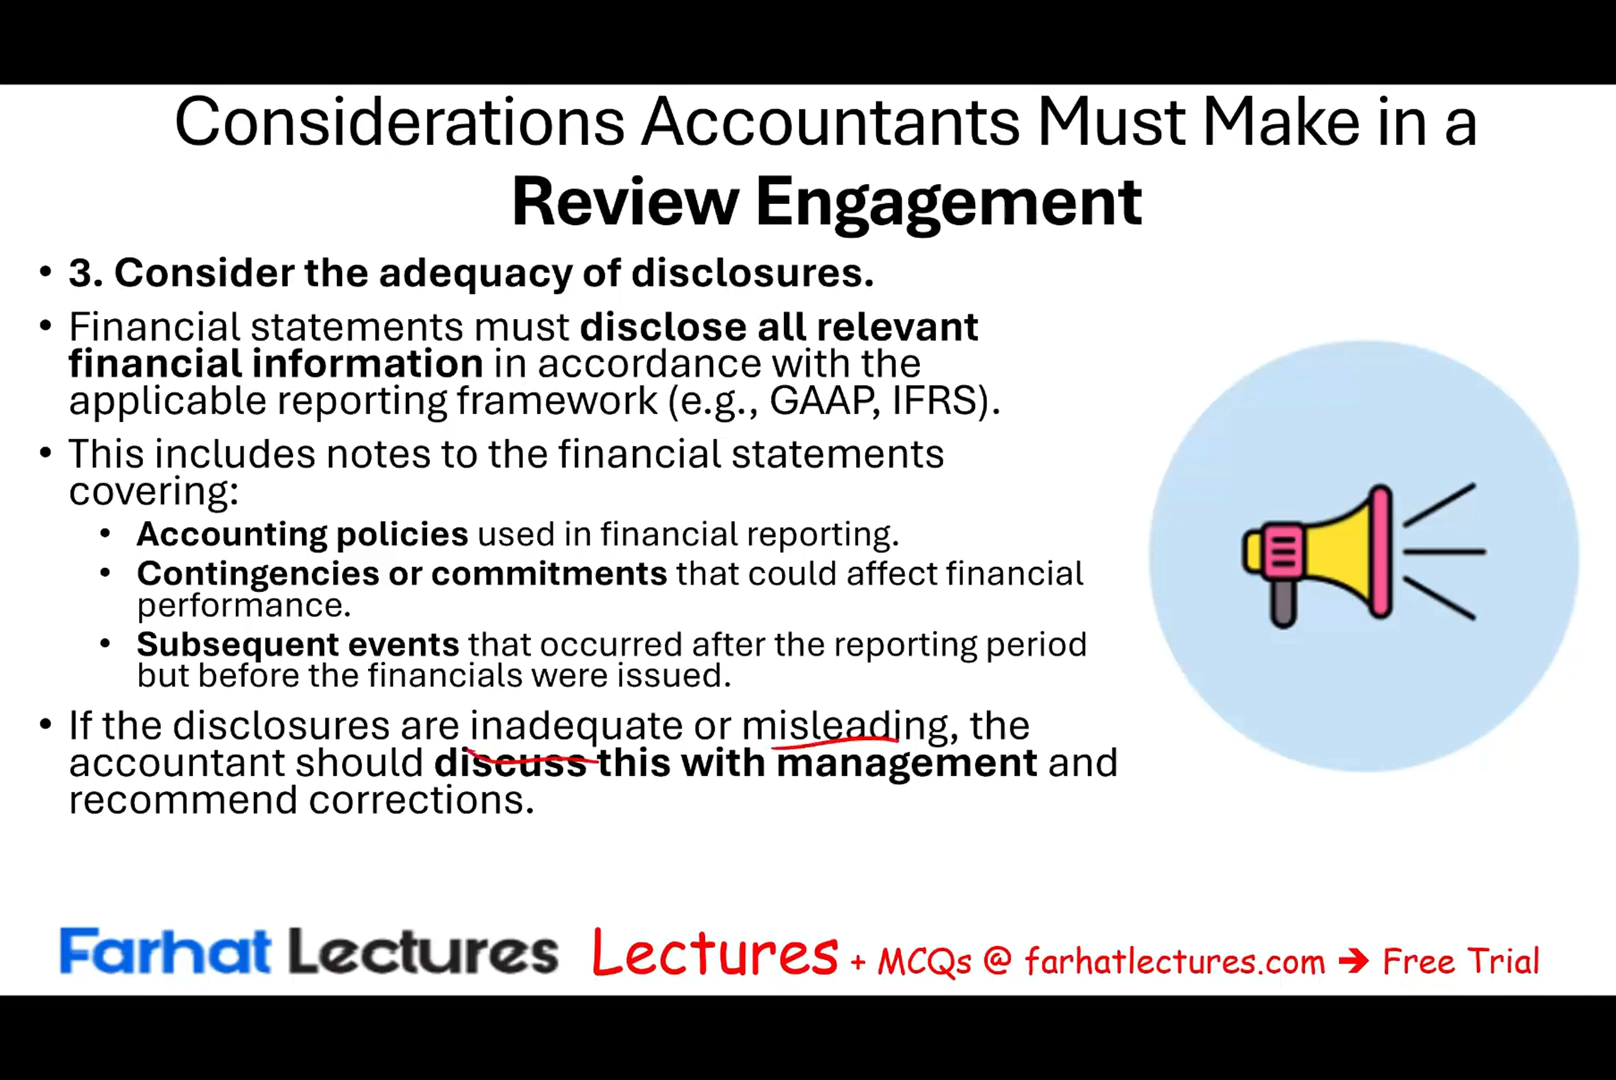 Considerations Accountants Must Make in a
Review Engagement
• 3. Consider the adequacy of disclosures.
• Financial statements must disclose all relevant
financial information in accordance with the
applicable reporting framework (e.g., GAAP, IFRS).
• This includes notes to the financial statements
covering:
• Accounting policies used in financial reporting.
• Contingencies or commitments that could affect financial
performance.
• Subsequent events that occurred after the reporting period
but before the financials were issued.
• If the disclosures are inadequate or misleading, the
accountant should discuss this with management and
recommend corrections.
Farhat Lectures Lectures + MCQs @ farhatlectures.com ➔ Free Trial